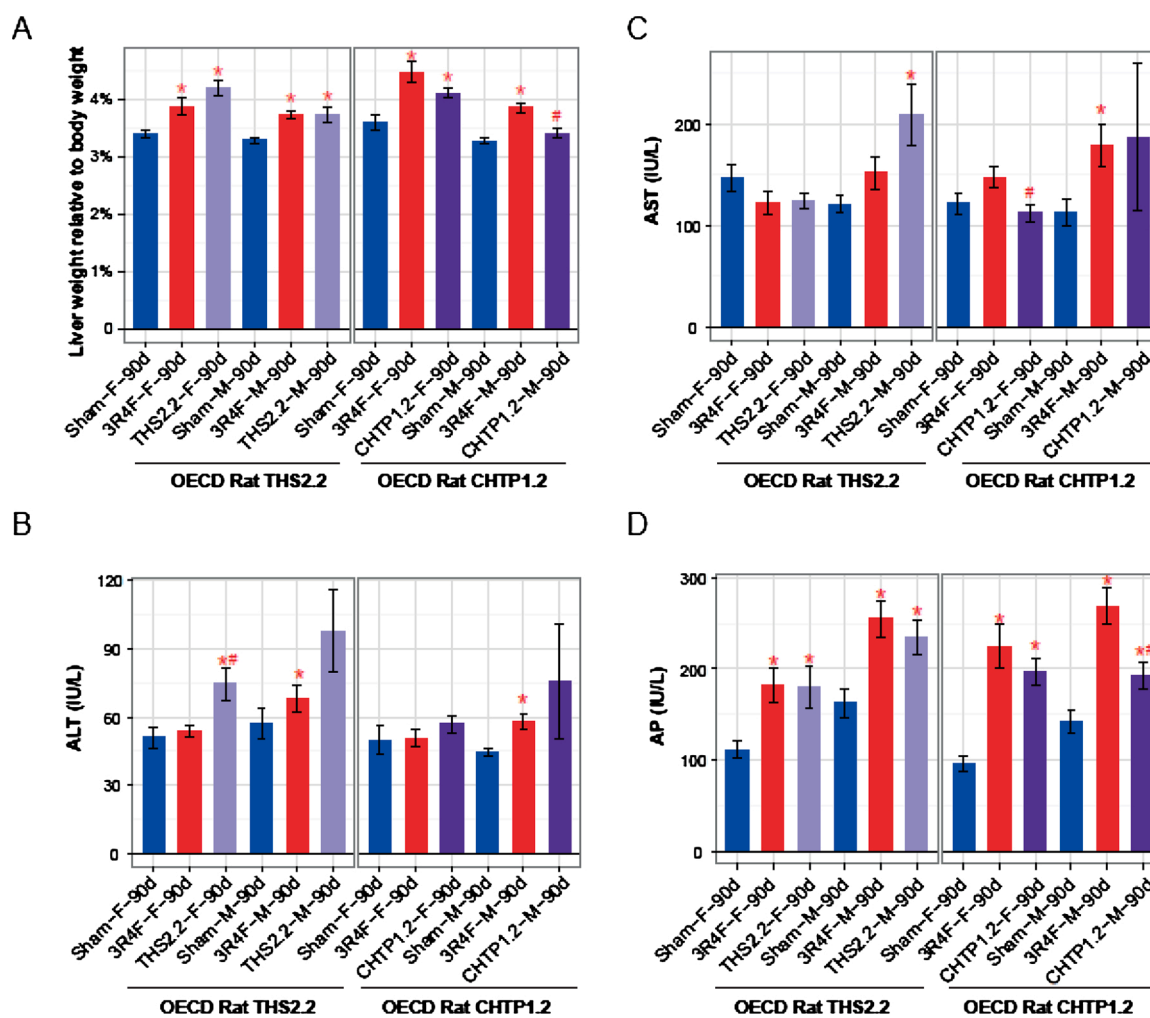 A
Liver weight relative to body weight
4%
3%
2%
1%
0
* * * * * * * #
Sham-F-90d
3R4F-F-90d
THS2.2-F-90d
Sham-M-90d
3R4F-M-90d
THS2.2-M-90d
Sham-F-90d
3R4F-F-90d
CHTP1.2-F-90d
Sham-M-90d
3R4F-M-90d
CHTP1.2-M-90d
OECD Rat THS2.2
OECD Rat CHTP1.2
C
AST (IU/L)
200
100
0
* # *
Sham-F-90d
3R4F-F-90d
THS2.2-F-90d
Sham-M-90d
3R4F-M-90d
THS2.2-M-90d
Sham-F-90d
3R4F-F-90d
CHTP1.2-F-90d
Sham-M-90d
3R4F-M-90d
CHTP1.2-M-90d
OECD Rat THS2.2
OECD Rat CHTP1.2
B
ALT (IU/L)
120
90
60
30
0
*# * *
Sham-F-90d
3R4F-F-90d
THS2.2-F-90d
Sham-M-90d
3R4F-M-90d
THS2.2-M-90d
Sham-F-90d
3R4F-F-90d
CHTP1.2-F-90d
Sham-M-90d
3R4F-M-90d
CHTP1.2-M-90d
OECD Rat THS2.2
OECD Rat CHTP1.2
D
AP (IU/L)
300
200
100
0
* * * * * * * *#
Sham-F-90d
3R4F-F-90d
THS2.2-F-90d
Sham-M-90d
3R4F-M-90d
THS2.2-M-90d
Sham-F-90d
3R4F-F-90d
CHTP1.2-F-90d
Sham-M-90d
3R4F-M-90d
CHTP1.2-M-90d
OECD Rat THS2.2
OECD Rat CHTP1.2